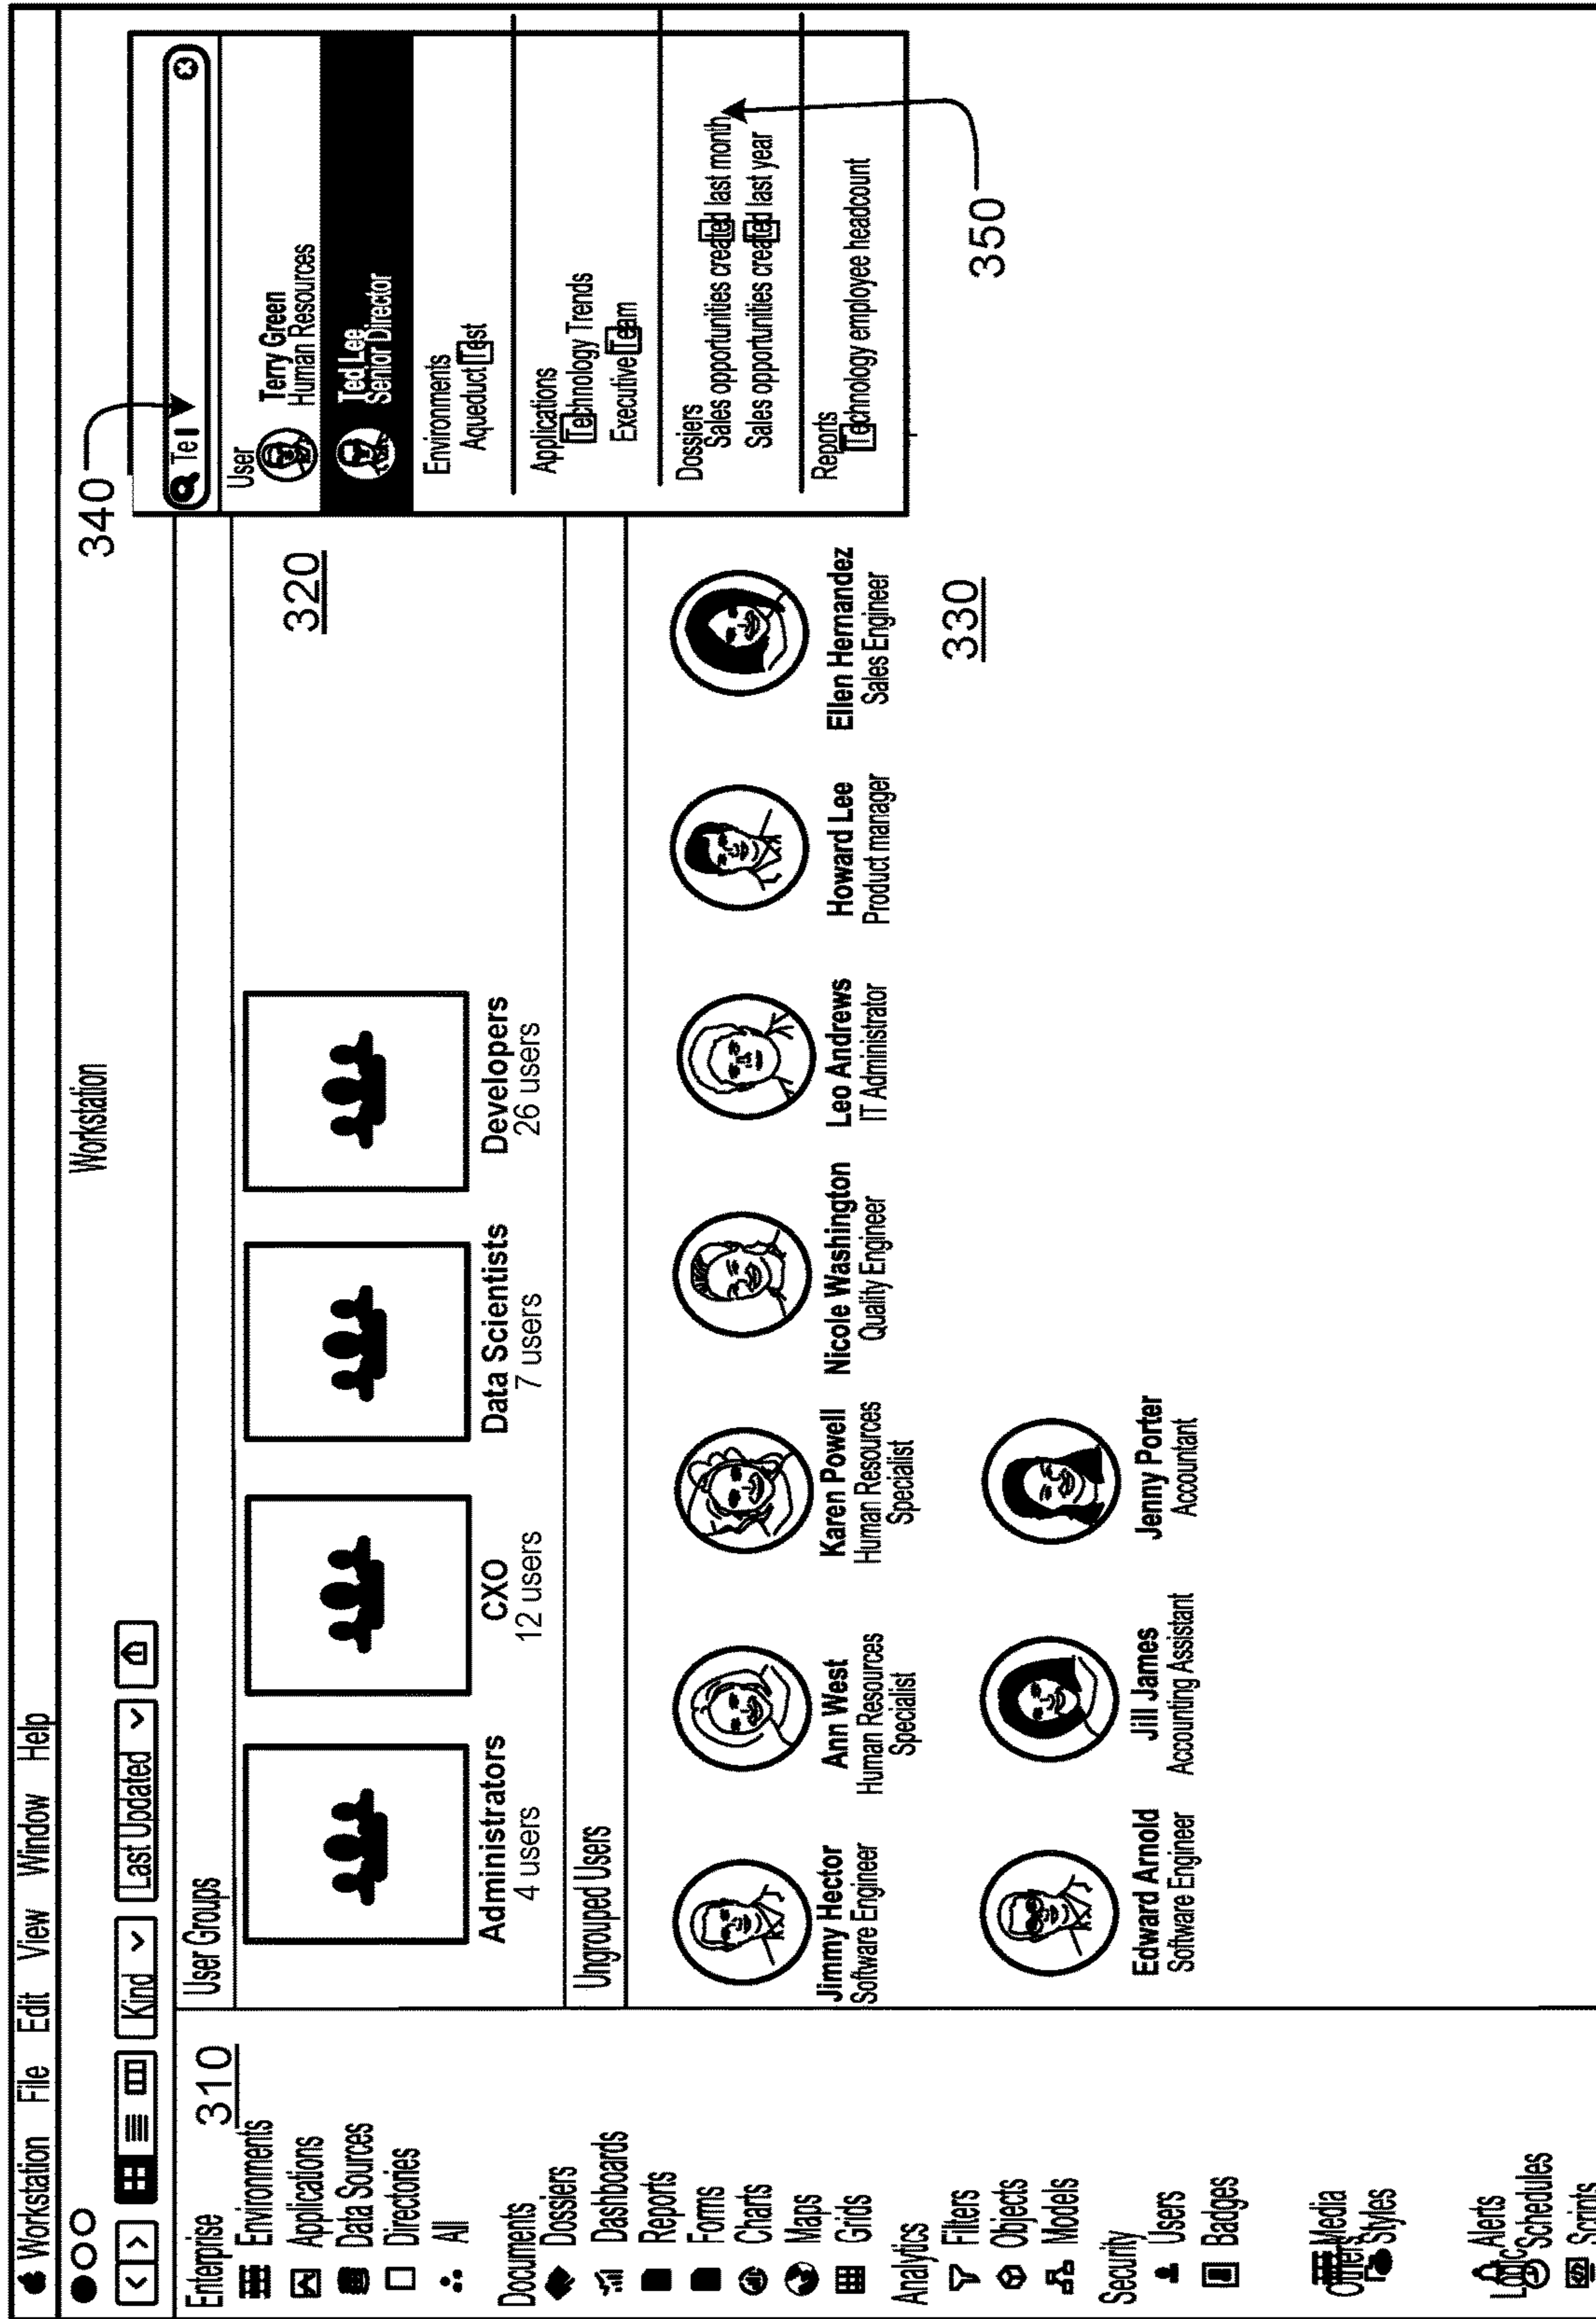 Workstation File Edit View Window Help
Workstation
Kind
Last Updated
340
Te
310
Enterprise
Environments
Applications
Data Sources
Directories
All
Documents
Dossiers
Dashboards
Reports
Forms
Charts
Maps
Grids
Analytics
Filters
Objects
Models
Security
Users
Badges
Media
Others
Styles
Alerts
Logic
Schedules
Scripts
User Groups
320
Administrators
4 users
CXO
12 users
Data Scientists
7 users
Developers
26 users
Ungrouped Users
Jimmy Hector
Software Engineer
Ann West
Human Resources
Specialist
Karen Powell
Human Resources
Specialist
Nicole Washington
Quality Engineer
Leo Andrews
IT Administrator
Howard Lee
Product manager
Ellen Hernandez
Sales Engineer
330
Edward Arnold
Software Engineer
Jill James
Accounting Assistant
Jenny Porter
Accountant
User
Terry Green
Human Resources
Ted Lee
Senior Director
Environments
Aqueduct Test
Applications
Technology Trends
Executive Team
Dossiers
Sales opportunities created last month
Sales opportunities created last year
Reports
Technology employee headcount
350